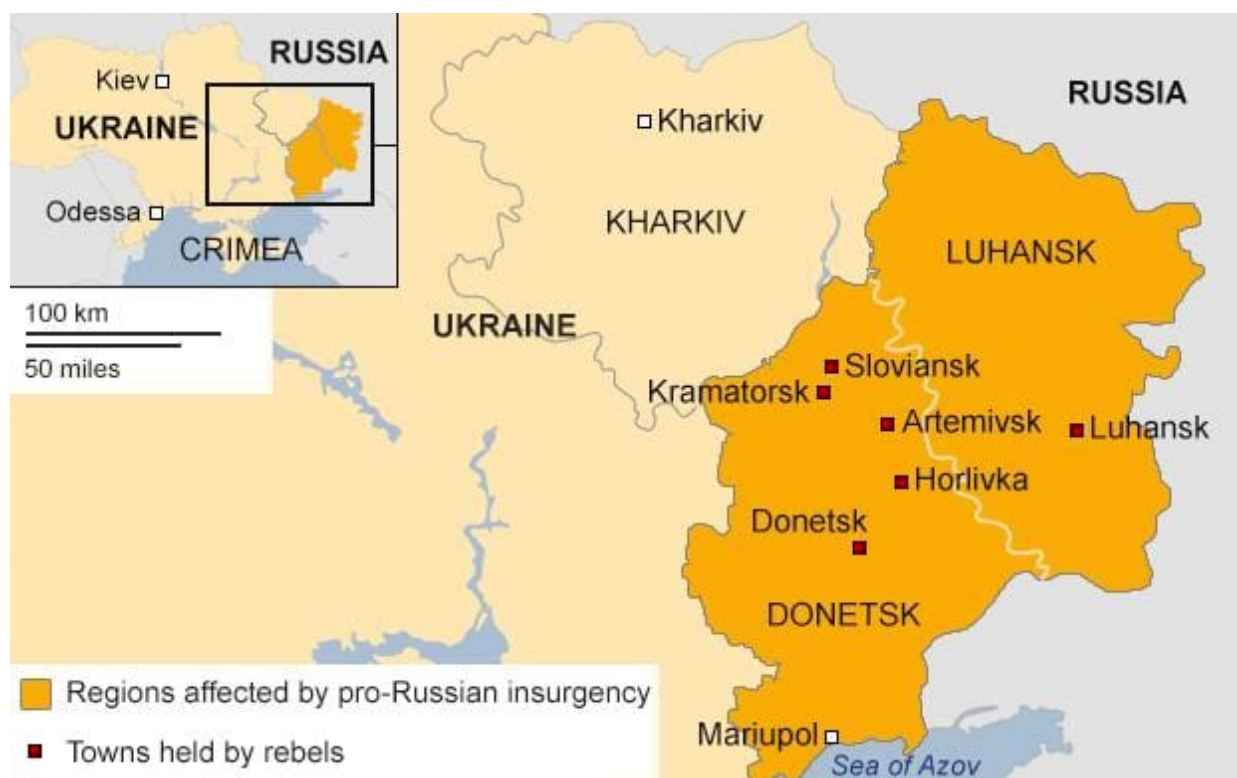 RUSSIA
Kiev
UKRAINE
Odessa
CRIMEA
100 km
50 miles
RUSSIA
Kharkiv
KHARKIV
LUHANSK
UKRAINE
Sloviansk
Kramatorsk
Artemivsk
Luhansk
Horlivka
Donetsk
DONETSK
Mariupol
Sea of Azov
Regions affected by pro-Russian insurgency
Towns held by rebels